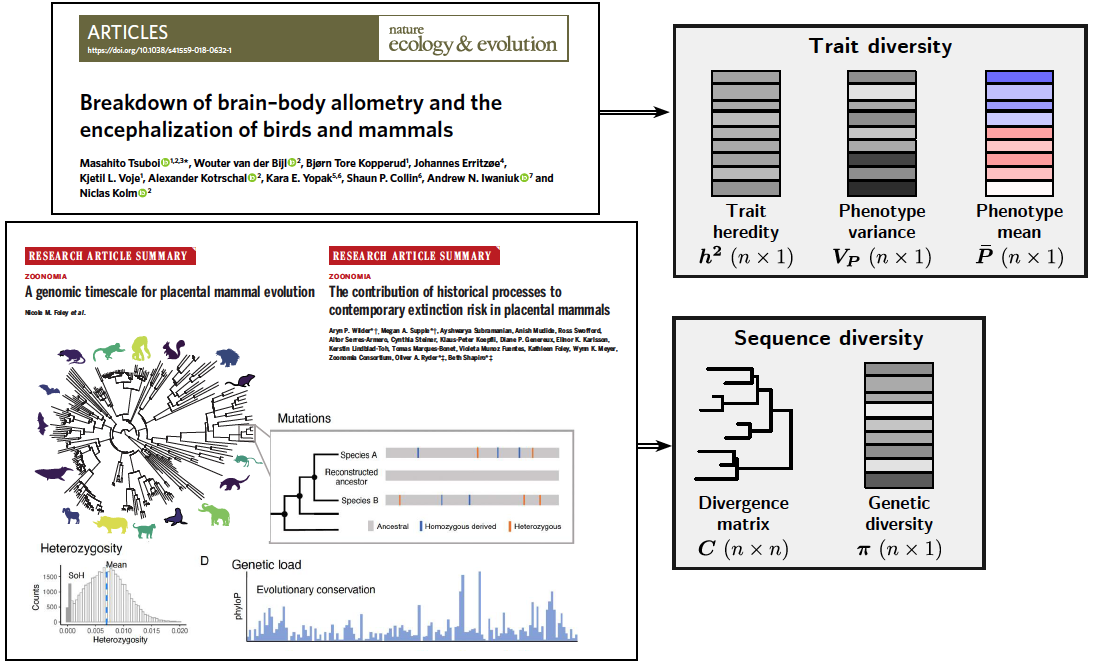 ARTICLES
https://doi.org/10.1038/s41559-018-0632-1
nature
ecology & evolution
Breakdown of brain–body allometry and the
encephalization of birds and mammals
Masahito Tsuboi 1,2,3*, Wouter van der Bijl 2, Bjørn Tore Kopperud1, Johannes Erritzøe4,
Kjetil L. Voje1, Alexander Kotrschal 2, Kara E. Yopak5,6, Shaun P. Collin6, Andrew N. Iwaniuk 7 and
Niclas Kolm 2
Trait diversity
Trait
heredity
h² (n × 1)
Phenotype
variance
V_P (n × 1)
Phenotype
mean
P̄ (n × 1)
RESEARCH ARTICLE SUMMARY
ZOONOMIA
A genomic timescale for placental mammal evolution
Nicole M. Foley et al.
RESEARCH ARTICLE SUMMARY
ZOONOMIA
The contribution of historical processes to
contemporary extinction risk in placental mammals
Aryn P. Wilder*†, Megan A. Supple*†, Ayshwarya Subramanian, Anish Mudide, Ross Swofford,
Aitor Serres-Armero, Cynthia Steiner, Klaus-Peter Koepfli, Diane P. Genereux, Elinor K. Karlsson,
Kerstin Lindblad-Toh, Tomas Marques-Bonet, Violeta Munoz Fuentes, Kathleen Foley, Wynn K. Meyer,
Zoonomia Consortium, Oliver A. Ryder*‡, Beth Shapiro*‡
Mutations
Species A
Reconstructed
ancestor
Species B
Ancestral
Homozygous derived
Heterozygous
Heterozygosity
Mean
SoH
Counts
1500
1000
500
0
0.000 0.005 0.010 0.015 0.020
Heterozygosity
D
Genetic load
Evolutionary conservation
phyloP
Sequence diversity
Divergence
matrix
C (n × n)
Genetic
diversity
π (n × 1)